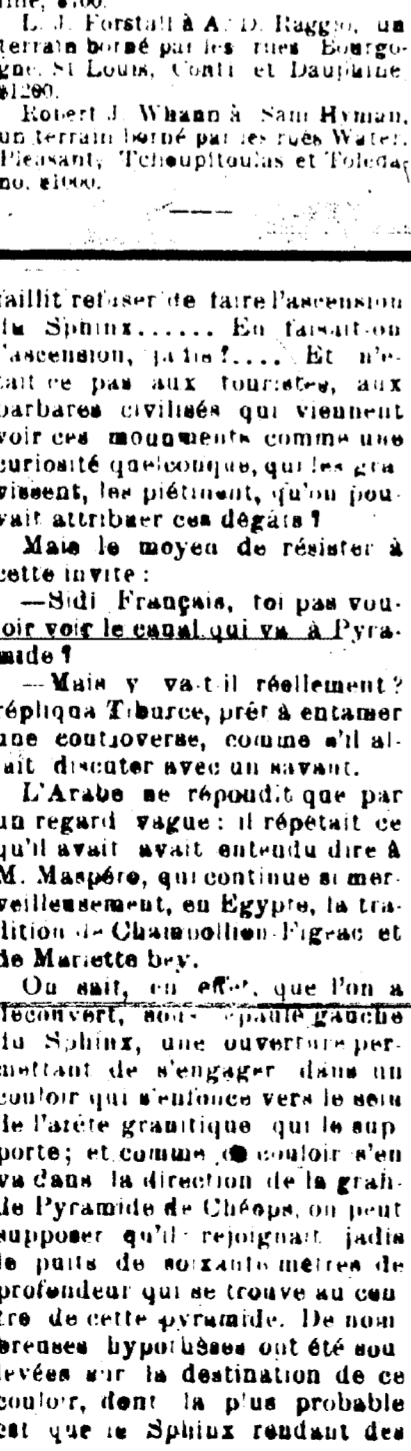 L. J. Forstall à A. D. Raggio, un
terrain borné par les rues Bourgo-
gne, St Louis, Conti et Dauphine,
$1200.
Robert J. Whann à Sam Hyman,
un terrain borné par les rues Water,
Pleasant, Tchoupitoulas et Toleda-
no, $1000.
faillit refuser de faire l'ascension
du Sphinx...... En faisait-on
l'ascension, jadis?.... Et n'é-
tait ce pas aux touristes, aux
barbares civilisés qui viennent
voir ces monuments comme une
curiosité quelconque, qui les gra
vissent, les piétinent, qu'on pou-
vait attribuer ces dégâts ?
Mais le moyen de résister à
cette invite :
—Sidi Français, toi pas vou-
loir voir le canal qui va à Pyra-
mide ?
—Mais y va-t-il réellement?
répliqua Tiburce, prêt à entamer
une controverse, comme s'il al-
lait discuter avec un savant.
L'Arabe ne répondit que par
un regard vague : il répétait ce
qu'il avait avait entendu dire à
M. Maspéro, qui continue si mer-
veilleusement, en Egypte, la tra-
dition de Champollion-Figeac et
de Mariette bey.
On sait, en effet, que l'on a
découvert, sous épaule gauche
du Sphinx, une ouverture per-
mettant de s'engager dans un
couloir qui s'enfonce vers le sein
de l'arète granitique qui le sup
porte; et comme ce couloir s'en
va dans la direction de la gran-
de Pyramide de Chéops, on peut
supposer qu'il rejoignait jadis
le puits de soixante mètres de
profondeur qui se trouve au cen
tre de cette pyramide. De nom
breuses hypothèses ont été sou
levées sur la destination de ce
couloir, dont la plus probable
est que le Sphinx rendant des